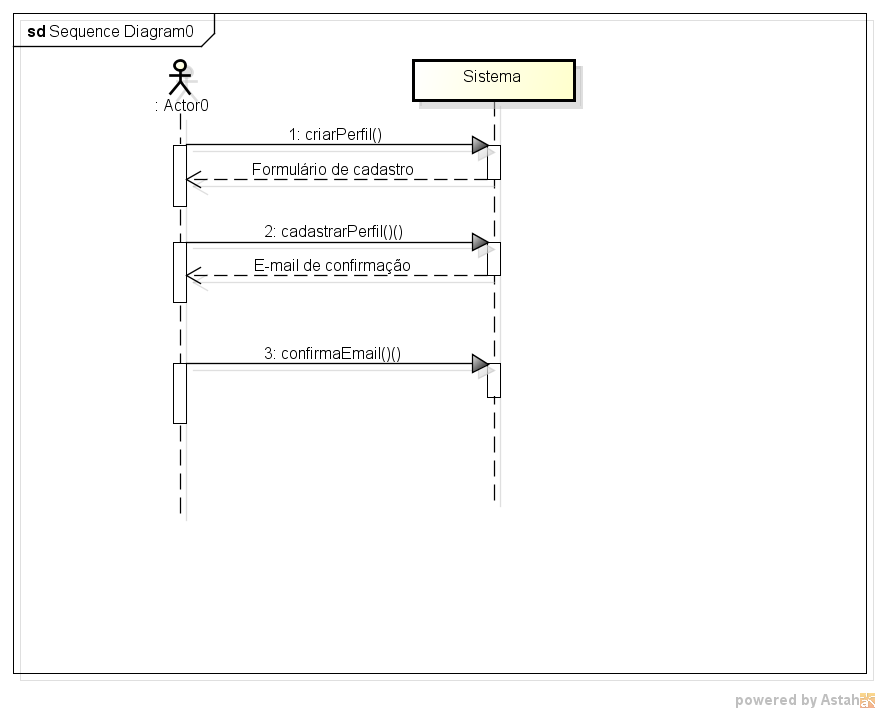 sd Sequence Diagram0
: Actor0
Sistema
1: criarPerfil()
Formulário de cadastro
2: cadastrarPerfil()()
E-mail de confirmação
3: confirmaEmail()()
powered by Astah